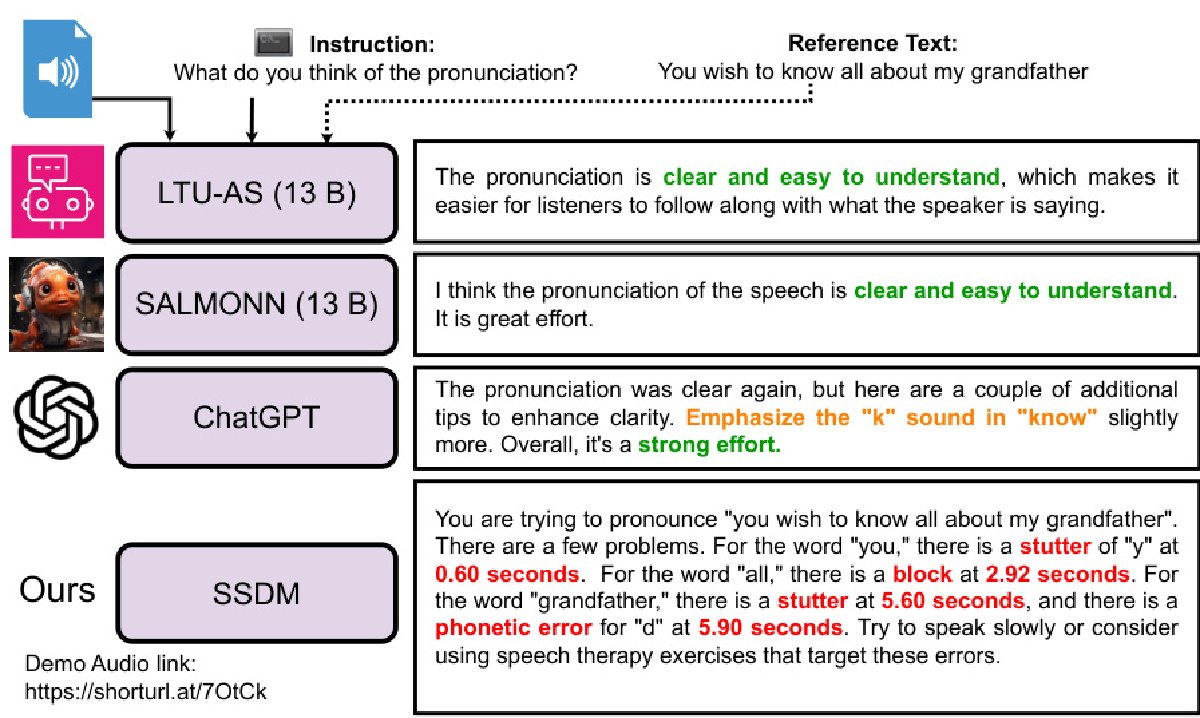 Instruction:
What do you think of the pronunciation?
Reference Text:
You wish to know all about my grandfather
LTU-AS (13 B)
The pronunciation is clear and easy to understand, which makes it
easier for listeners to follow along with what the speaker is saying.
SALMONN (13 B)
I think the pronunciation of the speech is clear and easy to understand.
It is great effort.
ChatGPT
The pronunciation was clear again, but here are a couple of additional
tips to enhance clarity. Emphasize the "k" sound in "know" slightly
more. Overall, it's a strong effort.
Ours
SSDM
You are trying to pronounce "you wish to know all about my grandfather".
There are a few problems. For the word "you," there is a stutter of "y" at
0.60 seconds. For the word "all," there is a block at 2.92 seconds. For
the word "grandfather," there is a stutter at 5.60 seconds, and there is a
phonetic error for "d" at 5.90 seconds. Try to speak slowly or consider
using speech therapy exercises that target these errors.
Demo Audio link:
https://shorturl.at/7OtCk